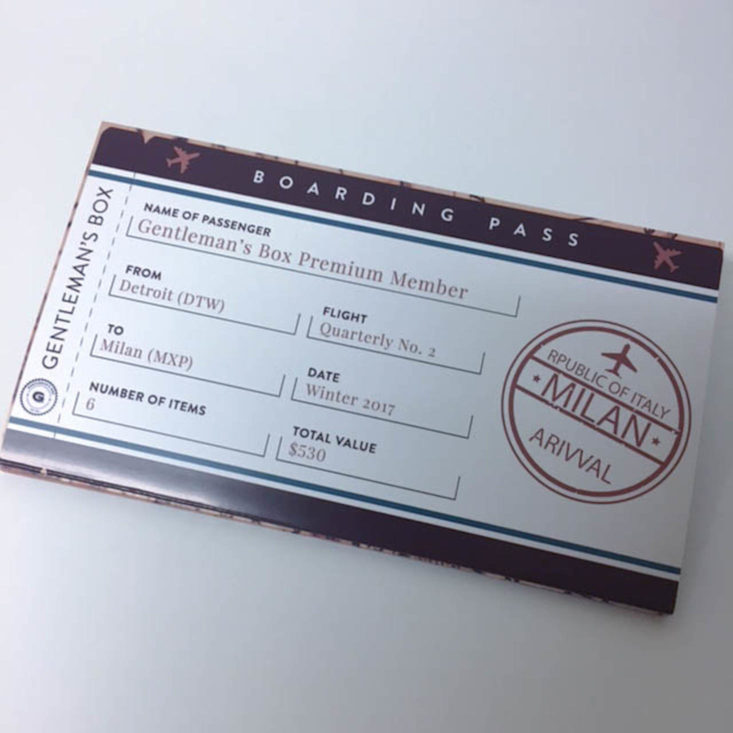 BOARDING PASS
GENTLEMAN'S BOX
G
NAME OF PASSENGER
Gentleman's Box Premium Member
FROM
Detroit (DTW)
FLIGHT
Quarterly No. 2
TO
Milan (MXP)
DATE
Winter 2017
NUMBER OF ITEMS
6
TOTAL VALUE
$530
RPUBLIC OF ITALY
MILAN
ARIVVAL